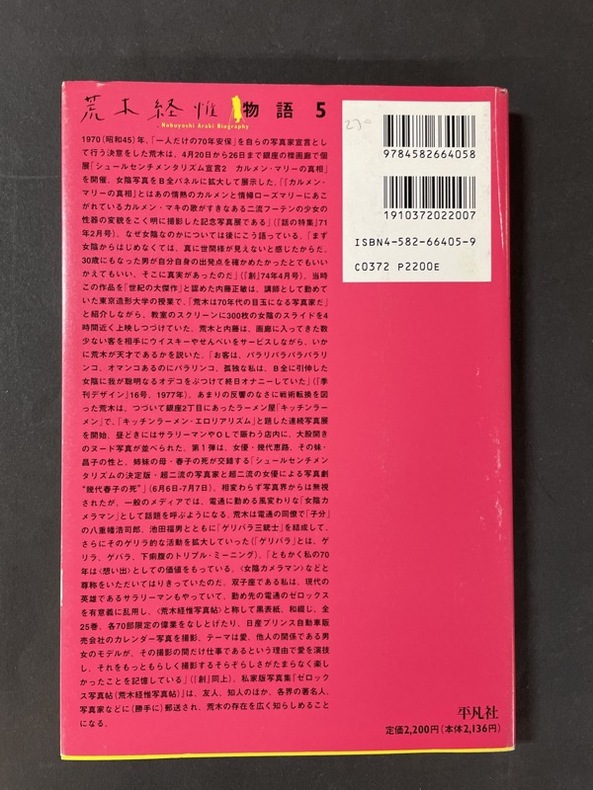 荒木経惟 物語 5
Nobuyoshi Araki Biography
1970(昭和45)年、「一人だけの70年安保」を自らの写真家宣言とし
て行う決意をした荒木は、4月20日から26日まで銀座の檪画廊で個
展「シュールセンチメンタリズム宣言2 カルメン・マリーの真相」
を開催、女陰写真をB全パネルに拡大して展示した。「『カルメン・
マリーの真相』とはあの情熱のカルメンと情婦ローズマリーにあこ
がれているカルメン・マキの歌がすきなある二流フーテンの少女の
性器の変貌をこく明に撮影した記念写真展である」(『話の特集』71
年2月号)。なぜ女陰なのかについては後にこう語っている。「まず
女陰からはじめなくては、真に世間様が見えないと感じたからだ。
30歳にもなった男が自分自身の出発点を確かめたかったとでもいい
かえてもいい、そこに真実があったのだ」(『創』74年4月号)。当時
この作品を「世紀の大傑作」と認めた内藤正敏は、講師として勤めて
いた東京造形大学の授業で、「荒木は70年代の目玉になる写真家だ」
と紹介しながら、教室のスクリーンに300枚の女陰のスライドを4
時間近く上映しつづけていた。荒木と内藤は、画廊に入ってきた数
少ない客を相手にウイスキーやせんべいをサービスしながら、いか
に荒木が天才であるかを説いた。「お客は、パラリパラパラパラリ
ンコ、オマンコあるのにパラリンコ、孤独な私は、B全に引伸した
女陰に我が聡明なるオデコをぶつけて終日オナニーしていた」(『季
刊デザイン』16号、1977年)。あまりの反響のなさに戦術転換を図
った荒木は、つづいて銀座2丁目にあったラーメン屋「キッチンラー
メン」で、「キッチンラーメン・エロリアリズム」と題した連続写真展
を開始、昼どきにはサラリーマンやOLで賑わう店内に、大股開き
のヌード写真が並べられた。第1弾は、女優・幾代恵路、その妹・
昌子の性と、姉妹の母・春子の死が交錯する「シュールセンチメン
タリズムの決定版・超二流の写真家と超二流の女優による写真劇
“幾代春子の死”」(6月6日-7月7日)。相変わらず写真界からは無視
されたが、一般のメディアでは、電通に勤める風変わりな「女陰カ
メラマン」として話題を呼ぶようになる。荒木は電通の同僚で「子分」
の八重幡浩司郎、池田福男とともに「ゲリバラ三銃士」を結成して、
さらにそのゲリラ的な活動を拡大していった(「ゲリバラ」とは、ゲ
リラ、ゲバラ、下痢腹のトリプル・ミーニング)。「ともかく私の70
年は〈想い出〉としての価値をもっている。〈女陰カメラマン〉などと
尊称をいただいてはりきっていたのだ。双子座である私は、現代の
英雄であるサラリーマンもやっていて、勤め先の電通のゼロックス
を有意義に乱用し、〈荒木経惟写真帖〉と称して黒表紙、和綴じ、全
25巻、各70部限定の偉業をなしとげたり、日産プリンス自動車販
売会社のカレンダー写真を撮影。テーマは愛、他人の関係である男
女のモデルが、その撮影の間だけ仕事であるという理由で愛を演技
し、それをもっともらしく撮影するそらぞらしさがたまらなく楽し
かったことを記憶している」(『創』同上)。私家版写真集『ゼロック
ス写真帖(荒木経惟写真帖)』は、友人、知人のほか、各界の著名人、
写真家などに(勝手に)郵送され、荒木の存在を広く知らしめること
になる。
9784582664058
1910372022007
ISBN4-582-66405-9
C0372 P2200E
平凡社
定価2,200円(本体2,136円)